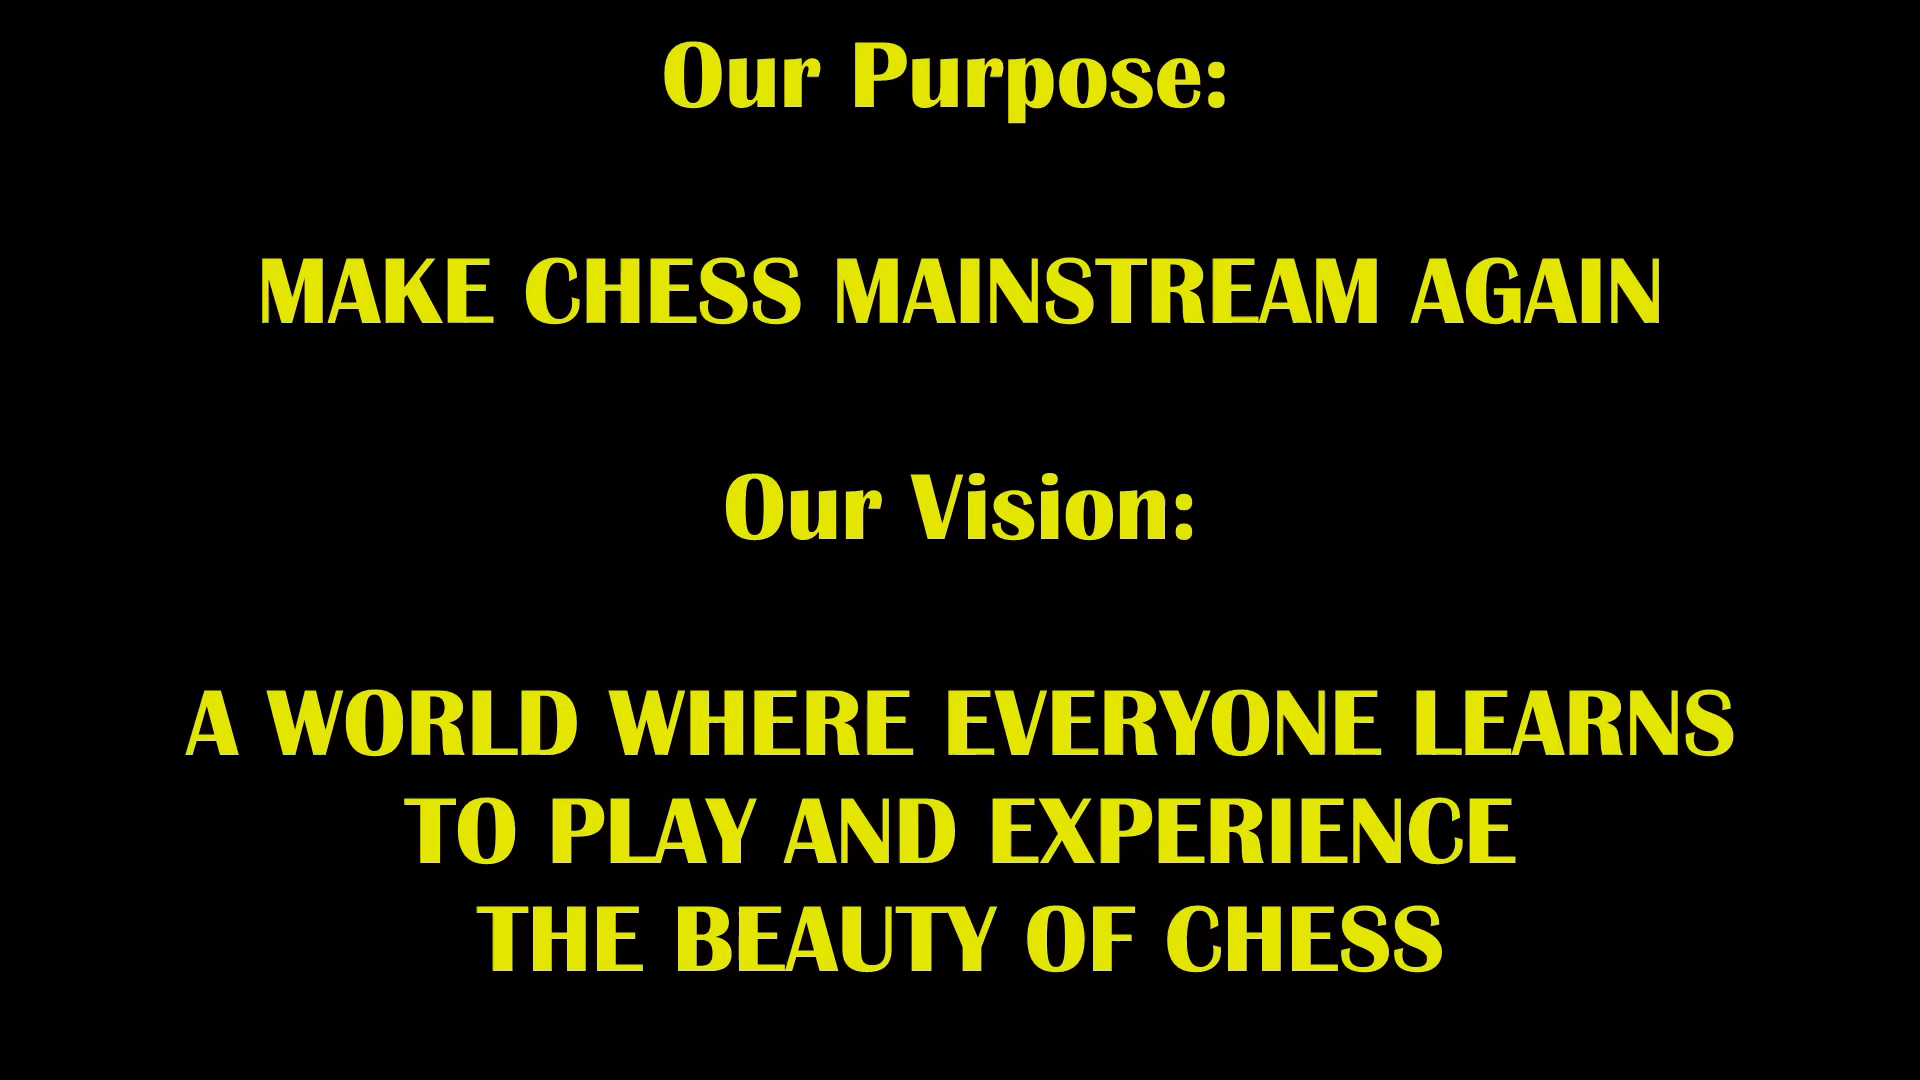 Our Purpose:
MAKE CHESS MAINSTREAM AGAIN
Our Vision:
A WORLD WHERE EVERYONE LEARNS
TO PLAY AND EXPERIENCE
THE BEAUTY OF CHESS